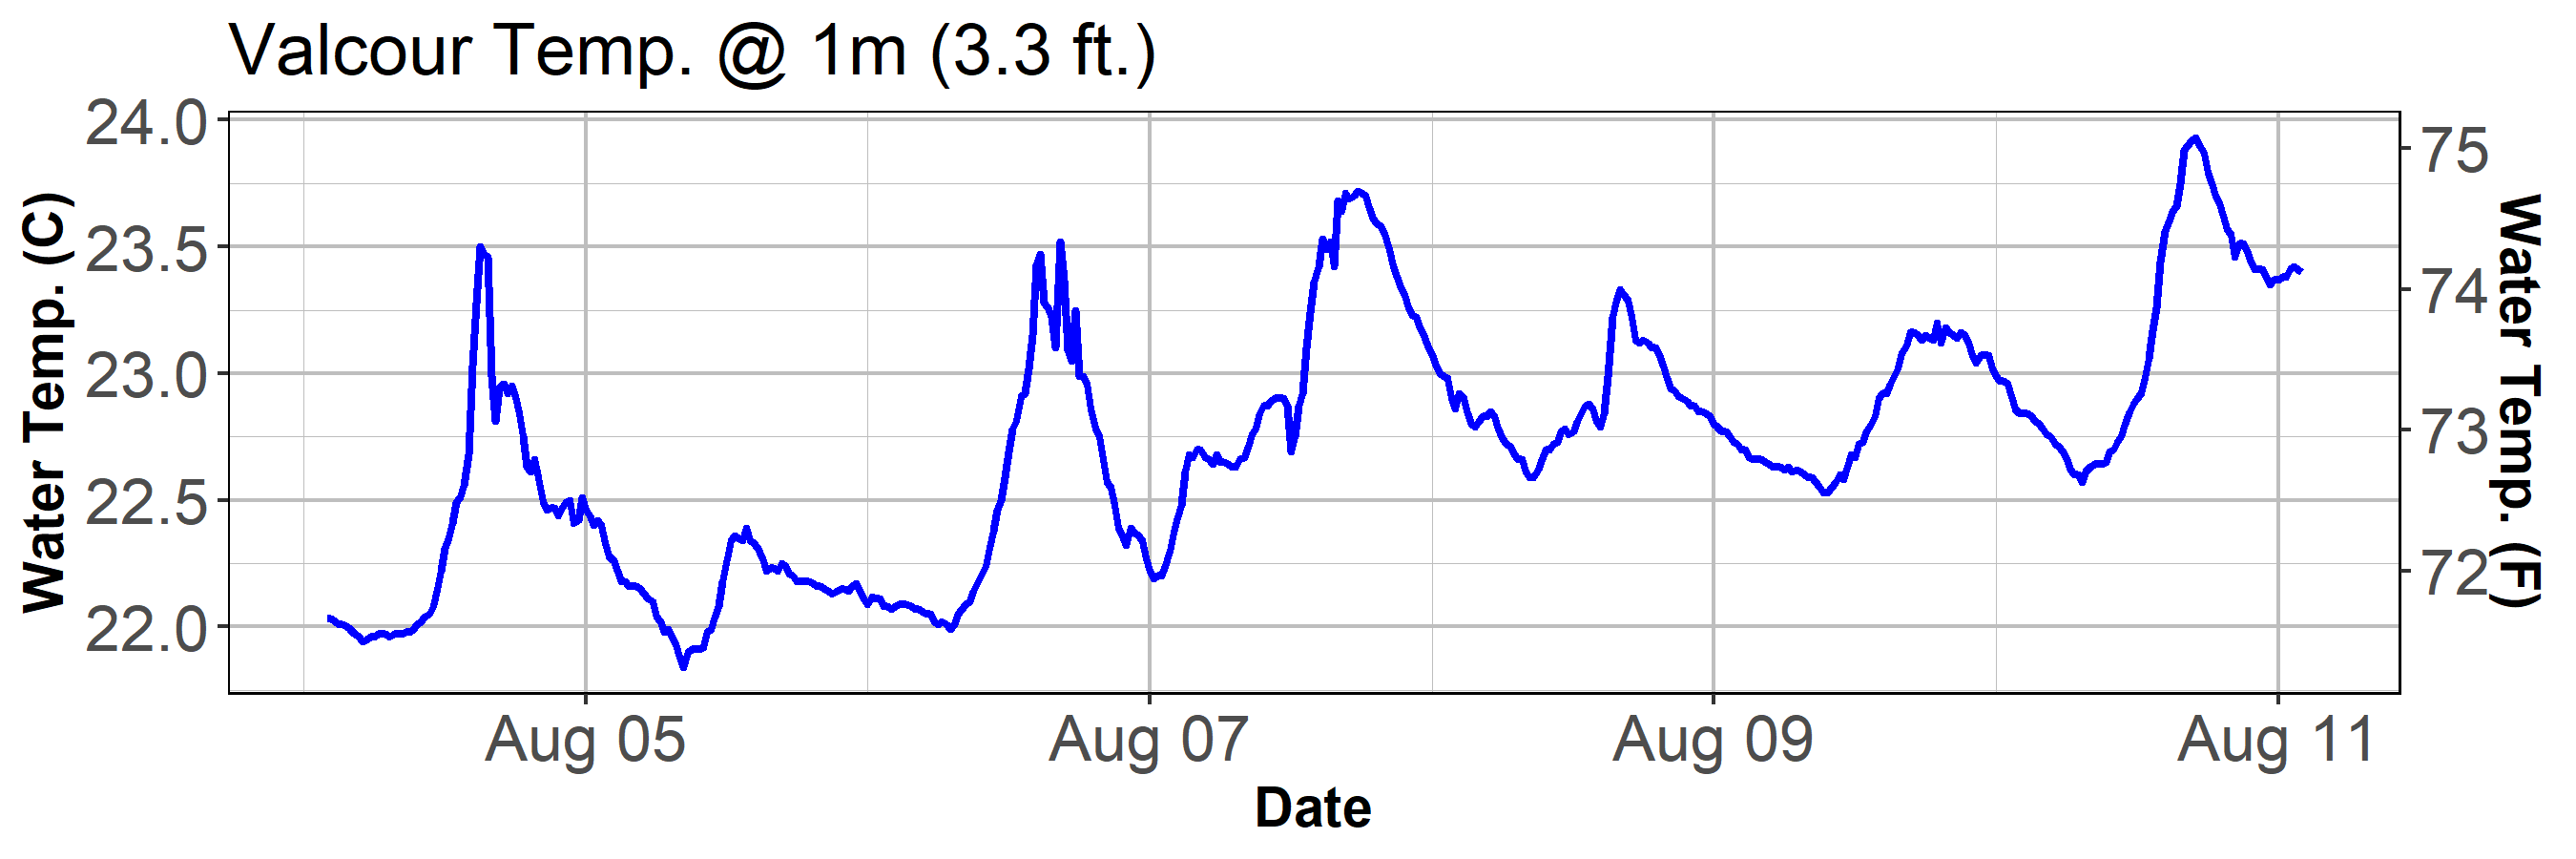 Valcour Temp. @ 1m (3.3 ft.)
Water Temp. (C)
24.0
23.5
23.0
22.5
22.0
75
74
73
72
Water Temp. (F)
Aug 05 Aug 07 Aug 09 Aug 11
Date